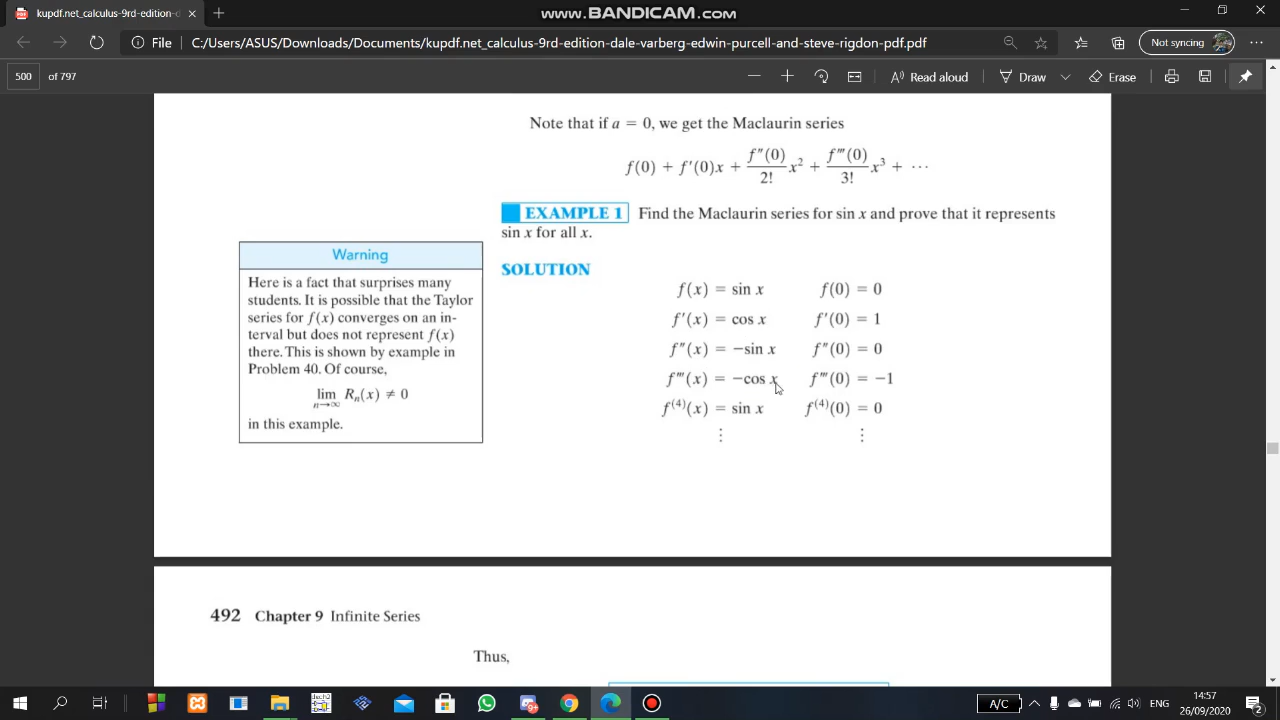 www.BANDICAM.com
kupdf.net_calculus-9rd-edition-d
File
C:/Users/ASUS/Students/Documents/kupdf.net_calculus-9rd-edition-dale-varberg-edwin-purcell-and-steve-rigdon-pdf.pdf
Not syncing
500 of 797
Read aloud
Draw
Erase
Note that if a = 0, we get the Maclaurin series
f(0) + f'(0)x + f''(0)/2! x² + f'''(0)/3! x³ + ⋯
EXAMPLE 1 Find the Maclaurin series for sin x and prove that it represents
sin x for all x.
Warning
Here is a fact that surprises many
students. It is possible that the Taylor
series for f(x) converges on an in-
terval but does not represent f(x)
there. This is shown by example in
Problem 40. Of course,
lim n→∞ Rₙ(x) ≠ 0
in this example.
SOLUTION
f(x) = sin x f(0) = 0
f'(x) = cos x f'(0) = 1
f''(x) = −sin x f''(0) = 0
f'''(x) = −cos x f'''(0) = −1
f⁽⁴⁾(x) = sin x f⁽⁴⁾(0) = 0
⋮ ⋮
492 Chapter 9 Infinite Series
Thus,
A/C
ENG
14:57
26/09/2020
2